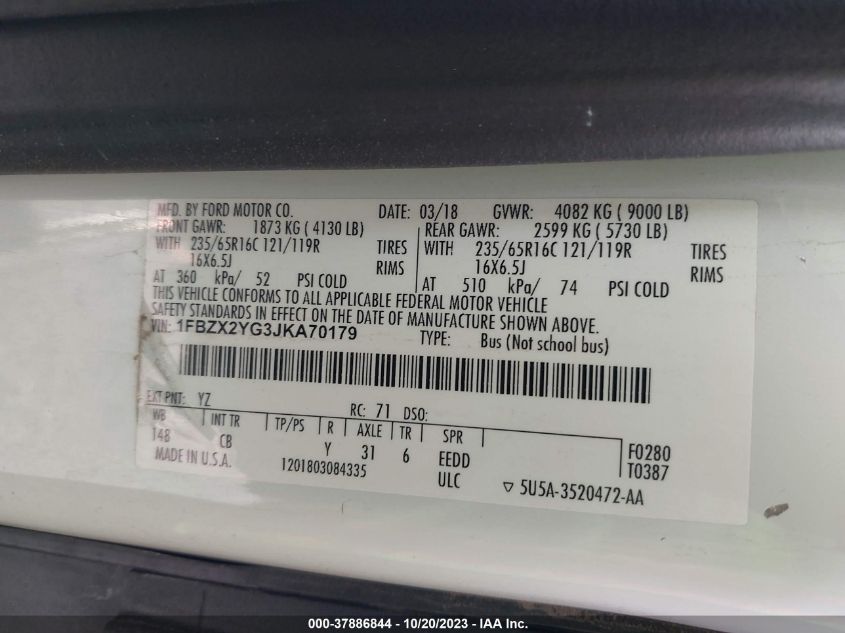 MFD. BY FORD MOTOR CO. DATE: 03/18 GVWR: 4082 KG ( 9000 LB)
FRONT GAWR: 1873 KG ( 4130 LB) REAR GAWR: 2599 KG ( 5730 LB)
WITH 235/65R16C 121/119R TIRES WITH 235/65R16C 121/119R TIRES
16X6.5J RIMS 16X6.5J RIMS
AT 360 kPa/ 52 PSI COLD AT 510 kPa/ 74 PSI COLD
THIS VEHICLE CONFORMS TO ALL APPLICABLE FEDERAL MOTOR VEHICLE
SAFETY STANDARDS IN EFFECT ON THE DATE OF MANUFACTURE SHOWN ABOVE.
VIN: 1FBZX2YG3JKA70179 TYPE: Bus (Not school bus)
EXT PNT: YZ RC: 71 DSO:
WB INT TR TP/PS R AXLE TR SPR
148 CB Y 31 6 EEDD F0280
MADE IN U.S.A. 1201803084335 ULC T0387
▽ 5U5A-3520472-AA
000-37886844 - 10/20/2023 - IAA Inc.